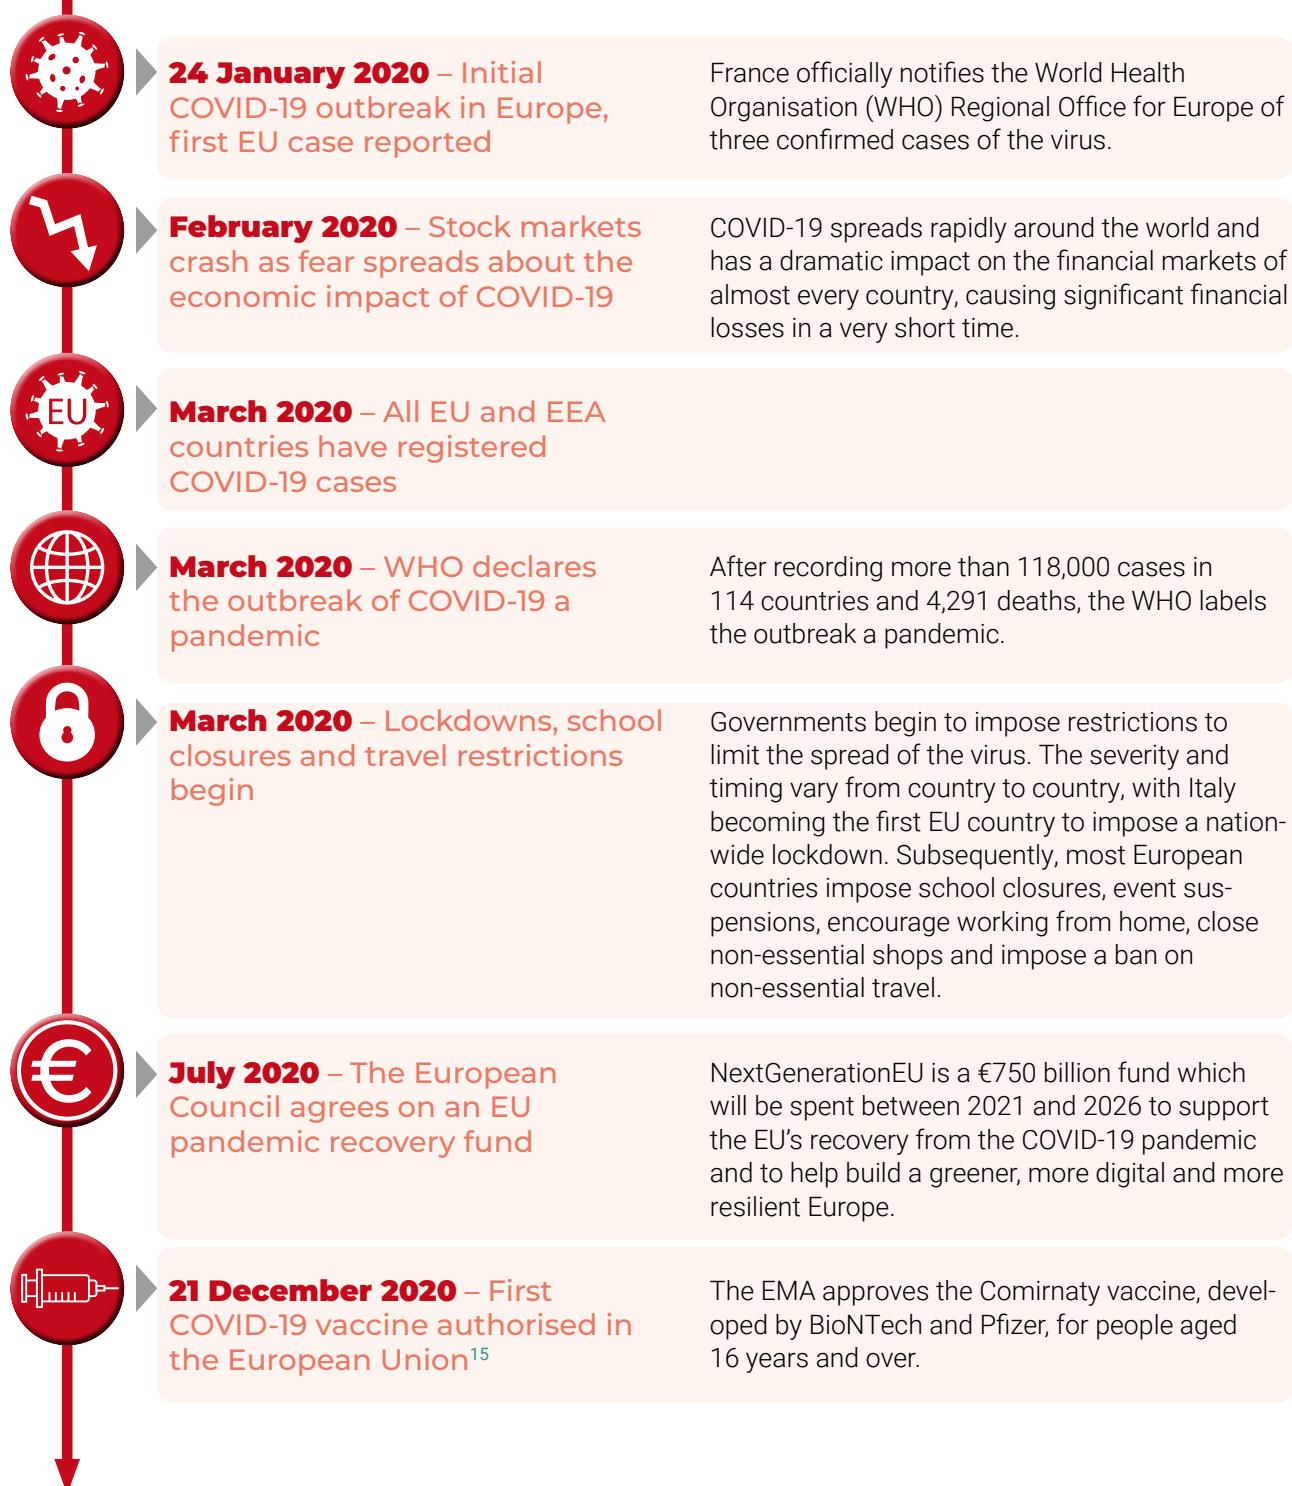 24 January 2020 – Initial
COVID-19 outbreak in Europe,
first EU case reported
France officially notifies the World Health
Organisation (WHO) Regional Office for Europe of
three confirmed cases of the virus.
February 2020 – Stock markets
crash as fear spreads about the
economic impact of COVID-19
COVID-19 spreads rapidly around the world and
has a dramatic impact on the financial markets of
almost every country, causing significant financial
losses in a very short time.
EU
March 2020 – All EU and EEA
countries have registered
COVID-19 cases
March 2020 – WHO declares
the outbreak of COVID-19 a
pandemic
After recording more than 118,000 cases in
114 countries and 4,291 deaths, the WHO labels
the outbreak a pandemic.
March 2020 – Lockdowns, school
closures and travel restrictions
begin
Governments begin to impose restrictions to
limit the spread of the virus. The severity and
timing vary from country to country, with Italy
becoming the first EU country to impose a nation-
wide lockdown. Subsequently, most European
countries impose school closures, event sus-
pensions, encourage working from home, close
non-essential shops and impose a ban on
non-essential travel.
€
July 2020 – The European
Council agrees on an EU
pandemic recovery fund
NextGenerationEU is a €750 billion fund which
will be spent between 2021 and 2026 to support
the EU’s recovery from the COVID-19 pandemic
and to help build a greener, more digital and more
resilient Europe.
21 December 2020 – First
COVID-19 vaccine authorised in
the European Union15
The EMA approves the Comirnaty vaccine, devel-
oped by BioNTech and Pfizer, for people aged
16 years and over.